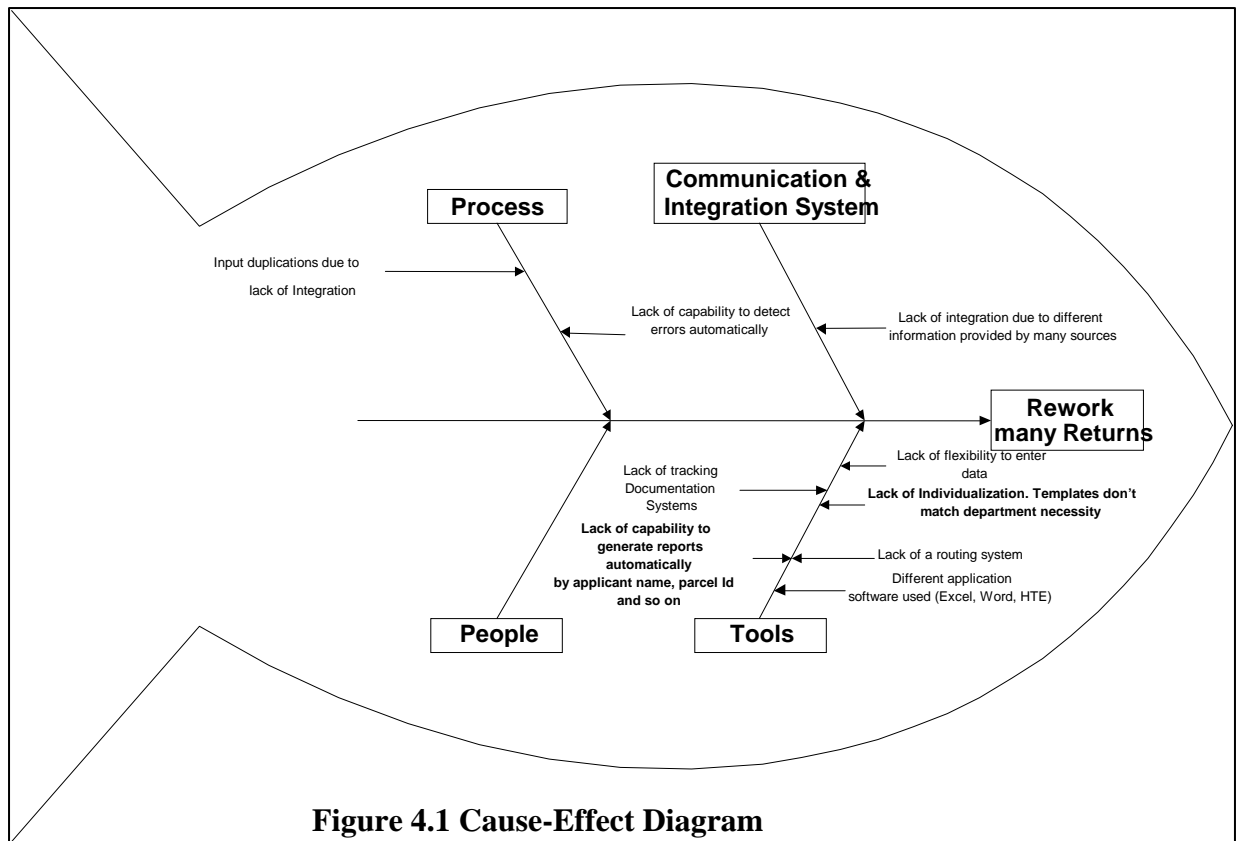 Communication &
Integration System
Process
Input duplications due to
lack of Integration
Lack of capability to detect
errors automatically
Lack of integration due to different
information provided by many sources
Rework
many Returns
Lack of flexibility to enter
data
Lack of tracking
Documentation
Systems
Lack of Individualization. Templates don’t
match department necessity
Lack of capability to
generate reports
automatically
by applicant name, parcel Id
and so on
Lack of a routing system
Different application
software used (Excel, Word, HTE)
People
Tools
Figure 4.1 Cause-Effect Diagram